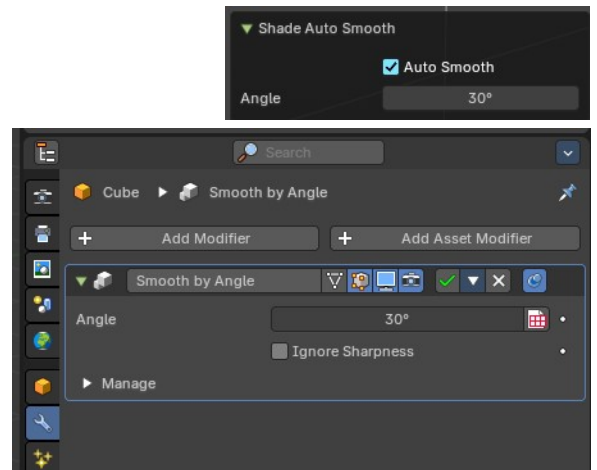 Shade Auto Smooth
Auto Smooth
Angle 30°
Search
Cube Smooth by Angle
Add Modifier Add Asset Modifier
Smooth by Angle
Angle 30°
Ignore Sharpness
Manage